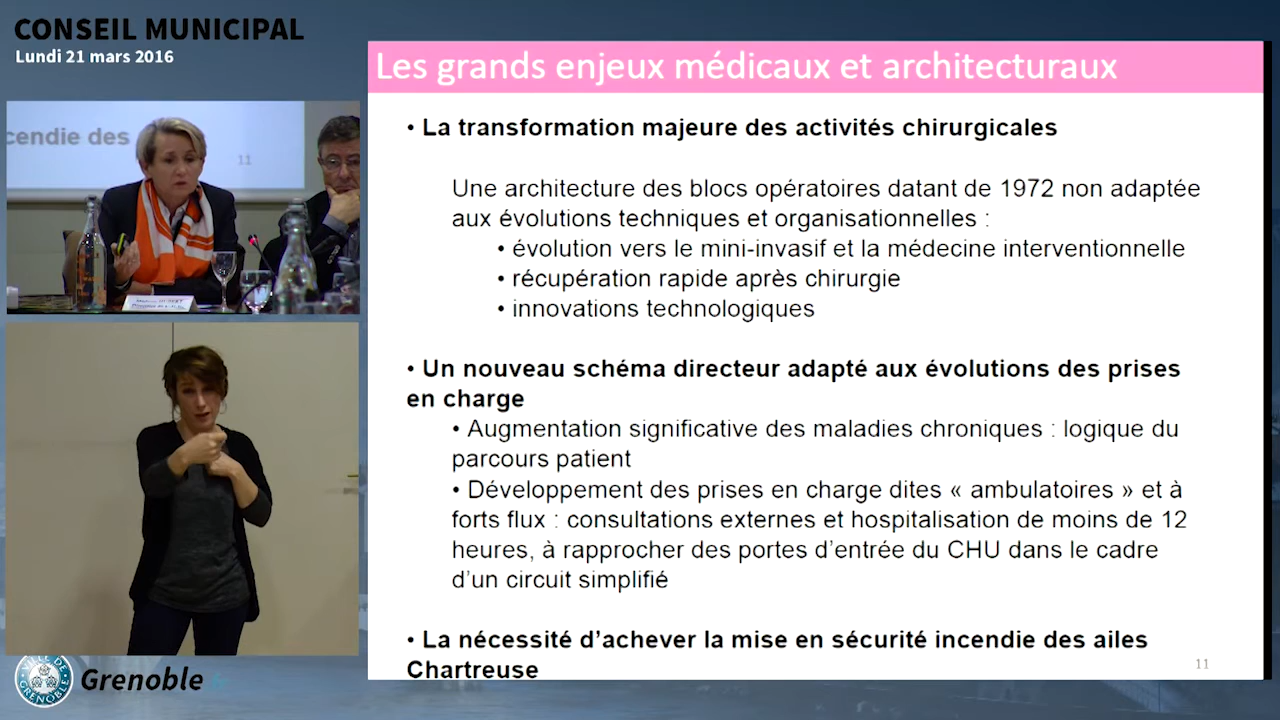 CONSEIL MUNICIPAL
Lundi 21 mars 2016
cendie des
11
VILLE DE
GRENOBLE
Grenoble
Les grands enjeux médicaux et architecturaux
• La transformation majeure des activités chirurgicales
Une architecture des blocs opératoires datant de 1972 non adaptée
aux évolutions techniques et organisationnelles :
• évolution vers le mini-invasif et la médecine interventionnelle
• récupération rapide après chirurgie
• innovations technologiques
• Un nouveau schéma directeur adapté aux évolutions des prises
en charge
• Augmentation significative des maladies chroniques : logique du
parcours patient
• Développement des prises en charge dites « ambulatoires » et à
forts flux : consultations externes et hospitalisation de moins de 12
heures, à rapprocher des portes d’entrée du CHU dans le cadre
d’un circuit simplifié
• La nécessité d’achever la mise en sécurité incendie des ailes
Chartreuse
11